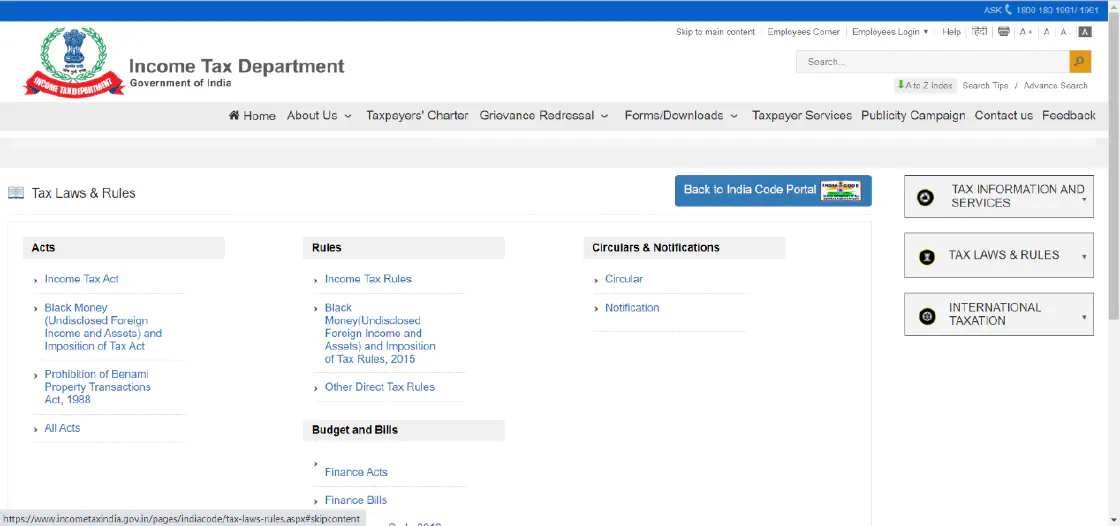 ASK 1800 180 1961/ 1961
Skip to main content Employees Corner Employees Login Help हिंदी A+ A A- A
INCOME TAX DEPARTMENT
Income Tax Department
Government of India
Search...
A to Z Index Search Tips / Advance Search
Home About Us Taxpayers' Charter Grievance Redressal Forms/Downloads Taxpayer Services Publicity Campaign Contact us Feedback
Tax Laws & Rules
Back to India Code Portal
INDIA CODE
TAX INFORMATION AND
SERVICES
TAX LAWS & RULES
INTERNATIONAL
TAXATION
Acts
Income Tax Act
Black Money
(Undisclosed Foreign
Income and Assets) and
Imposition of Tax Act
Prohibition of Benami
Property Transactions
Act, 1988
All Acts
Rules
Income Tax Rules
Black
Money(Undisclosed
Foreign Income and
Assets) and Imposition
of Tax Rules, 2015
Other Direct Tax Rules
Budget and Bills
Finance Acts
Finance Bills
Circulars & Notifications
Circular
Notification
https://www.incometaxindia.gov.in/pages/indiacode/tax-laws-rules.aspx#skipcontent